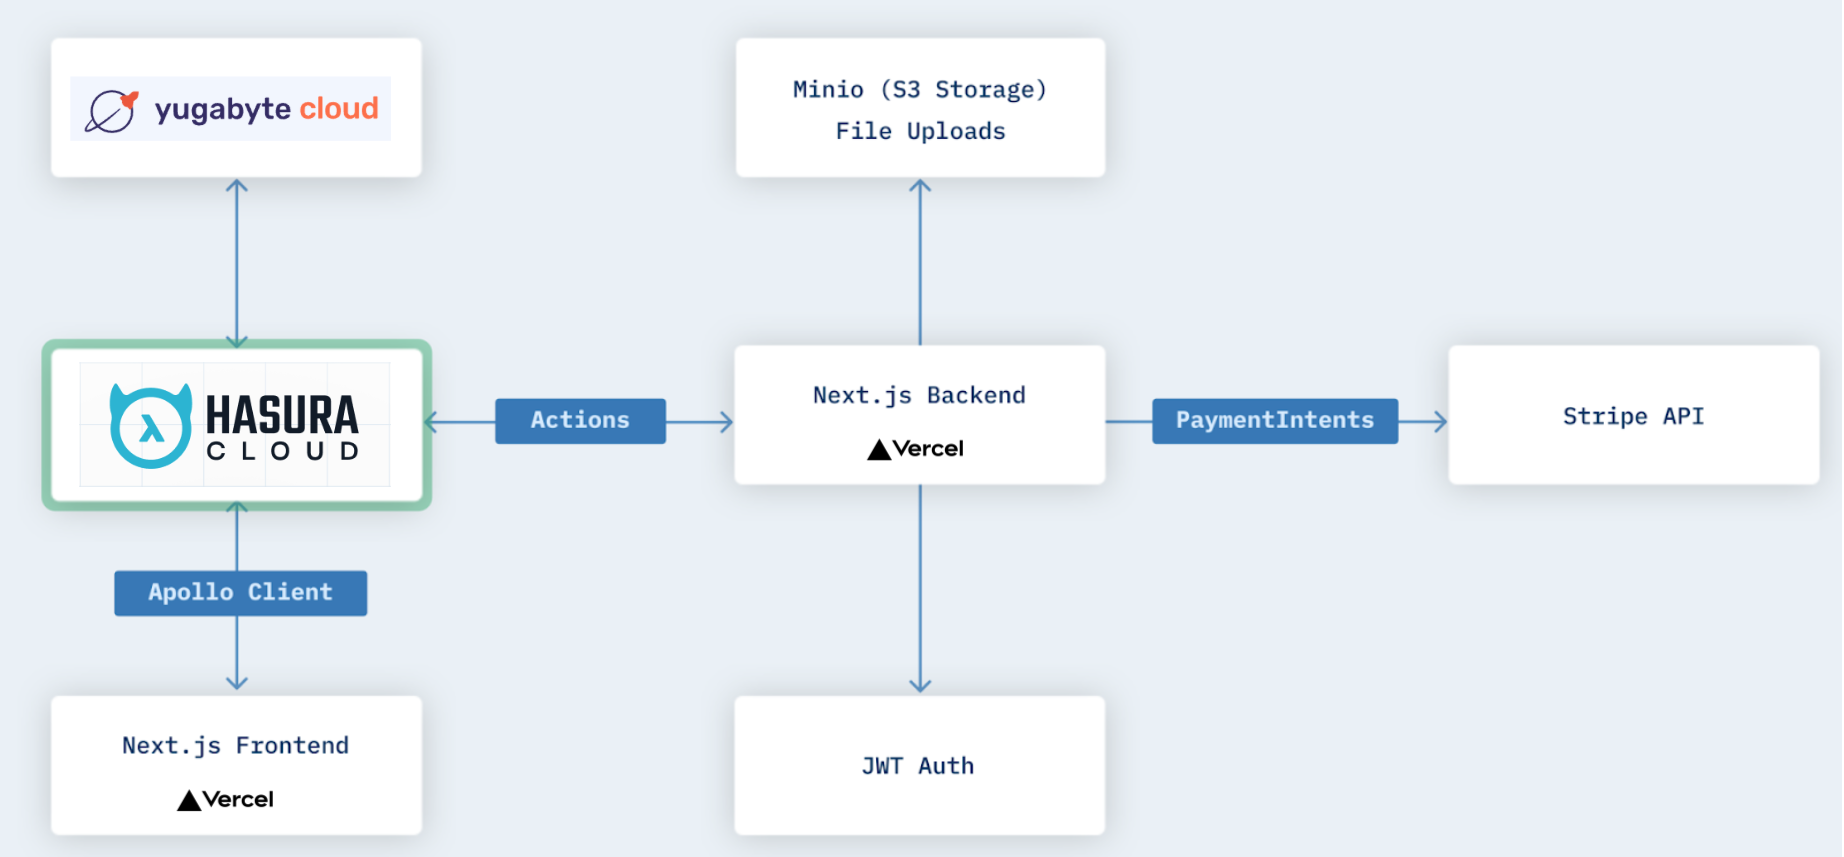 yugabyte cloud
Minio (S3 Storage)
File Uploads
HASURA
CLOUD
Actions
Next.js Backend
Vercel
PaymentIntents
Stripe API
Apollo Client
Next.js Frontend
Vercel
JWT Auth